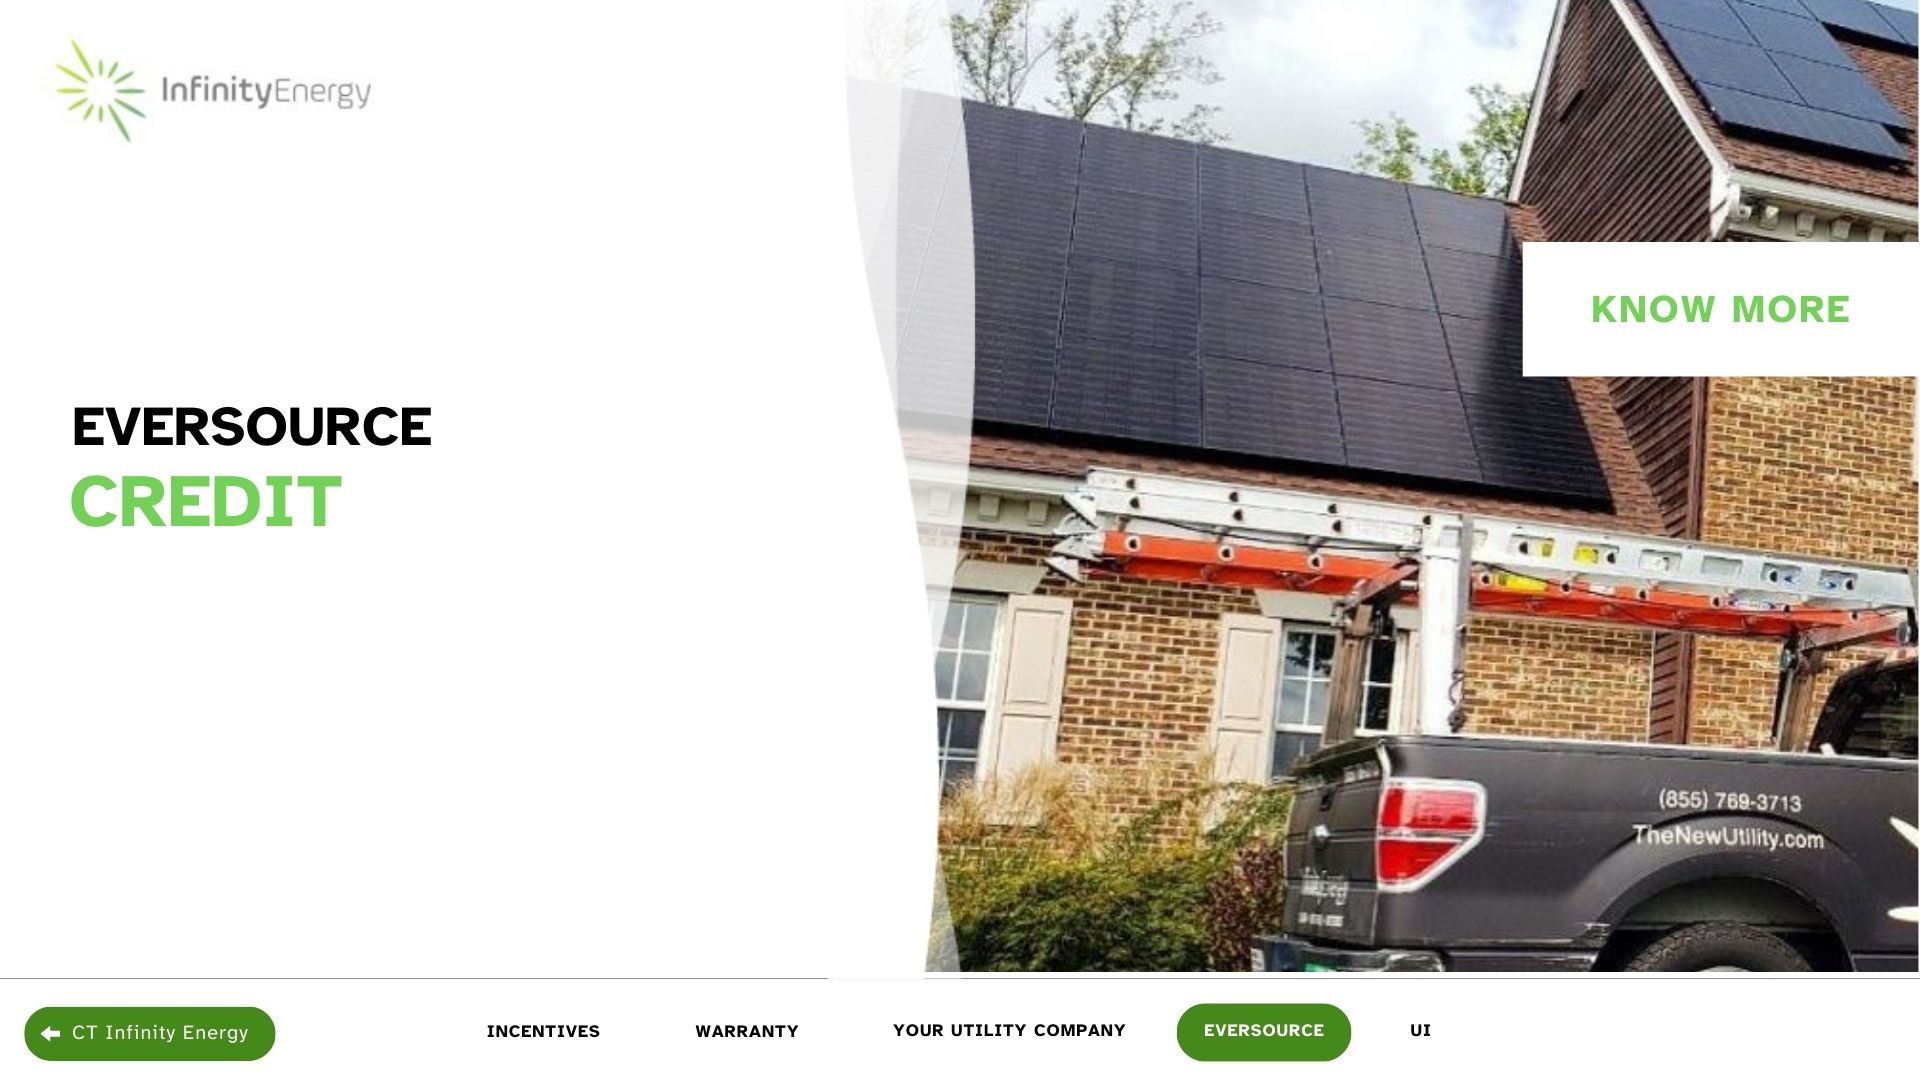 InfinityEnergy
KNOW MORE
EVERSOURCE
CREDIT
(855) 769-3713
TheNewUtility.com
CT Infinity Energy
INCENTIVES
WARRANTY
YOUR UTILITY COMPANY
EVERSOURCE
UI